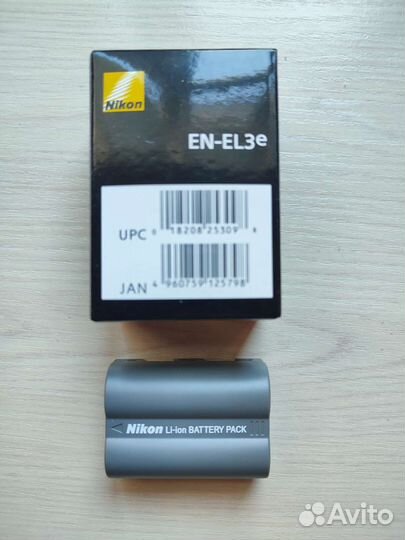 Nikon
EN-EL3e
UPC 0 18208 25309 8
JAN 4 960759 125798
Nikon Li-ion BATTERY PACK
Avito